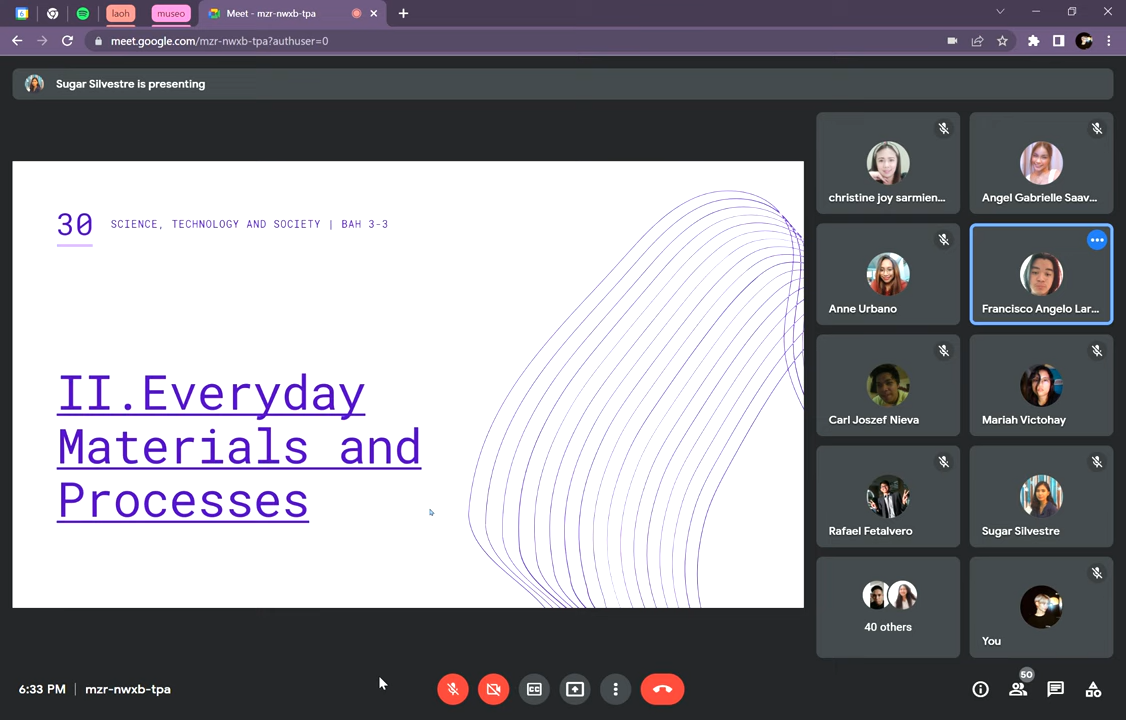 laoh
museo
Meet - mzr-nwxb-tpa
meet.google.com/mzr-nwxb-tpa?authuser=0
Sugar Silvestre is presenting
30
SCIENCE, TECHNOLOGY AND SOCIETY | BAH 3-3
II.Everyday
Materials and
Processes
christine joy sarmien...
Angel Gabrielle Saav...
Anne Urbano
Francisco Angelo Lar...
Carl Joszef Nieva
Mariah Victohay
Rafael Fetalvero
Sugar Silvestre
40 others
You
6:33 PM | mzr-nwxb-tpa
CC
50